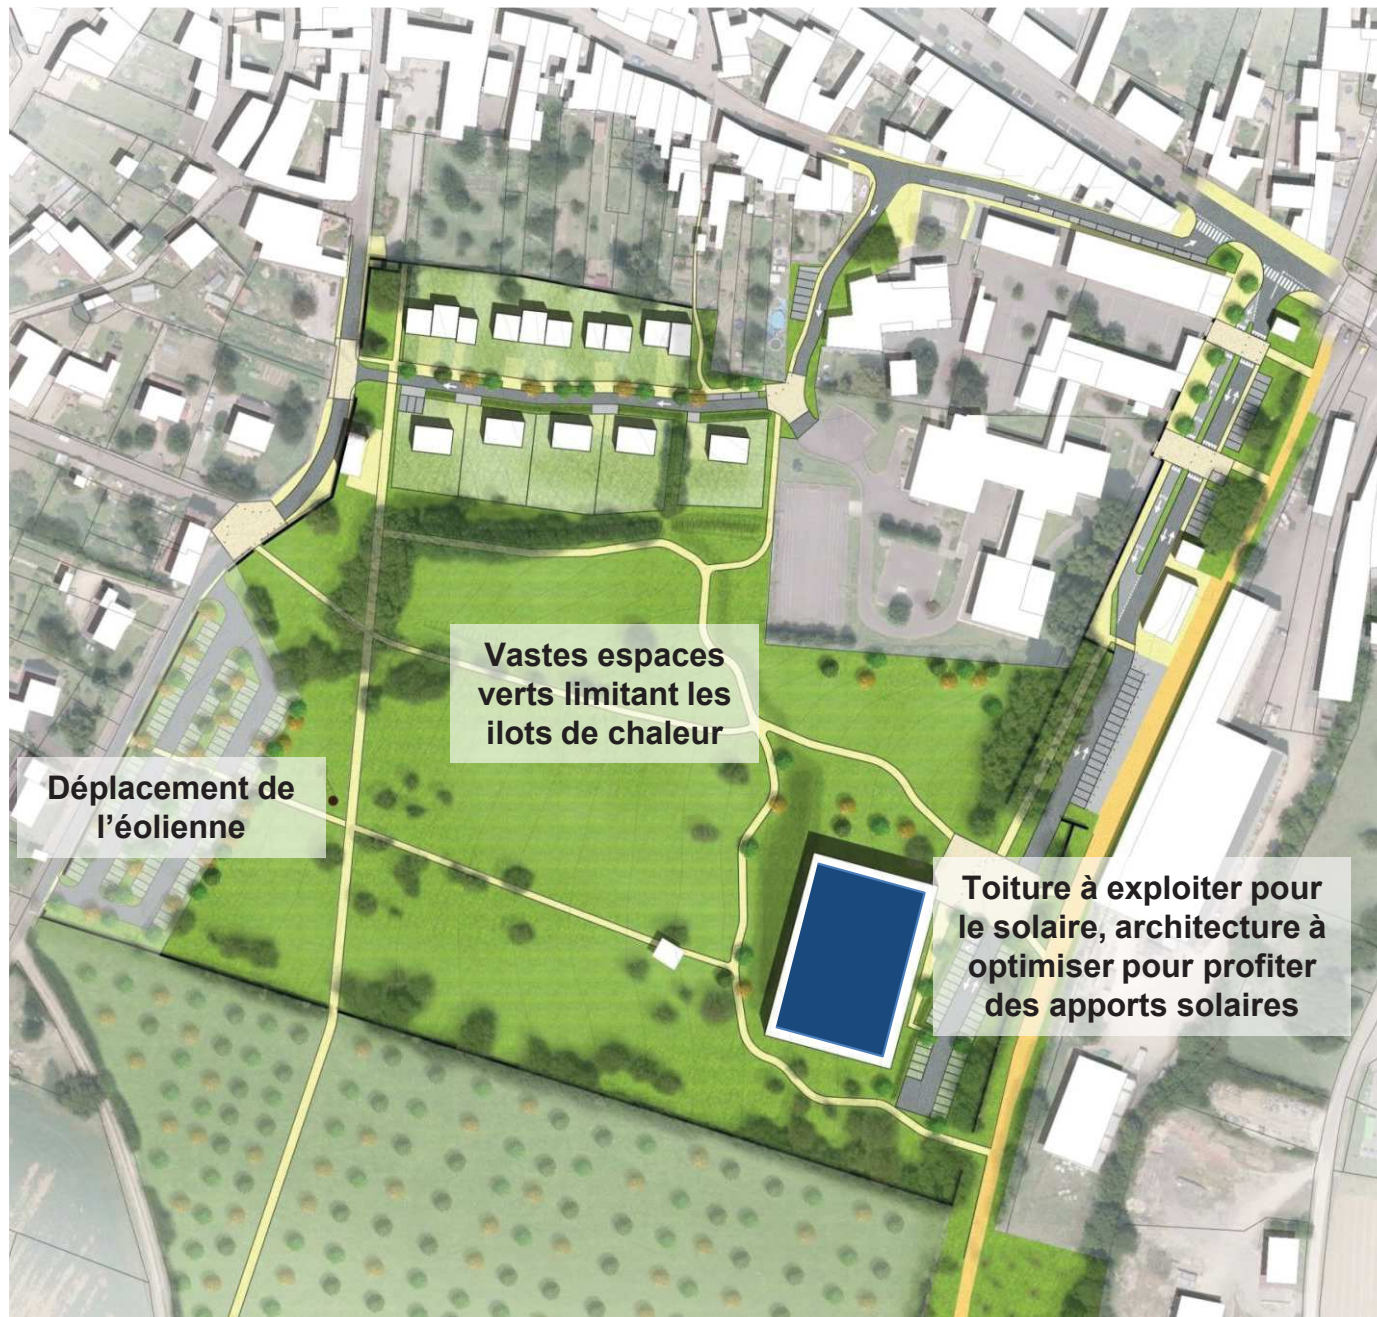 Vastes espaces
verts limitant les
ilots de chaleur
Déplacement de
l'éolienne
Toiture à exploiter pour
le solaire, architecture à
optimiser pour profiter
des apports solaires